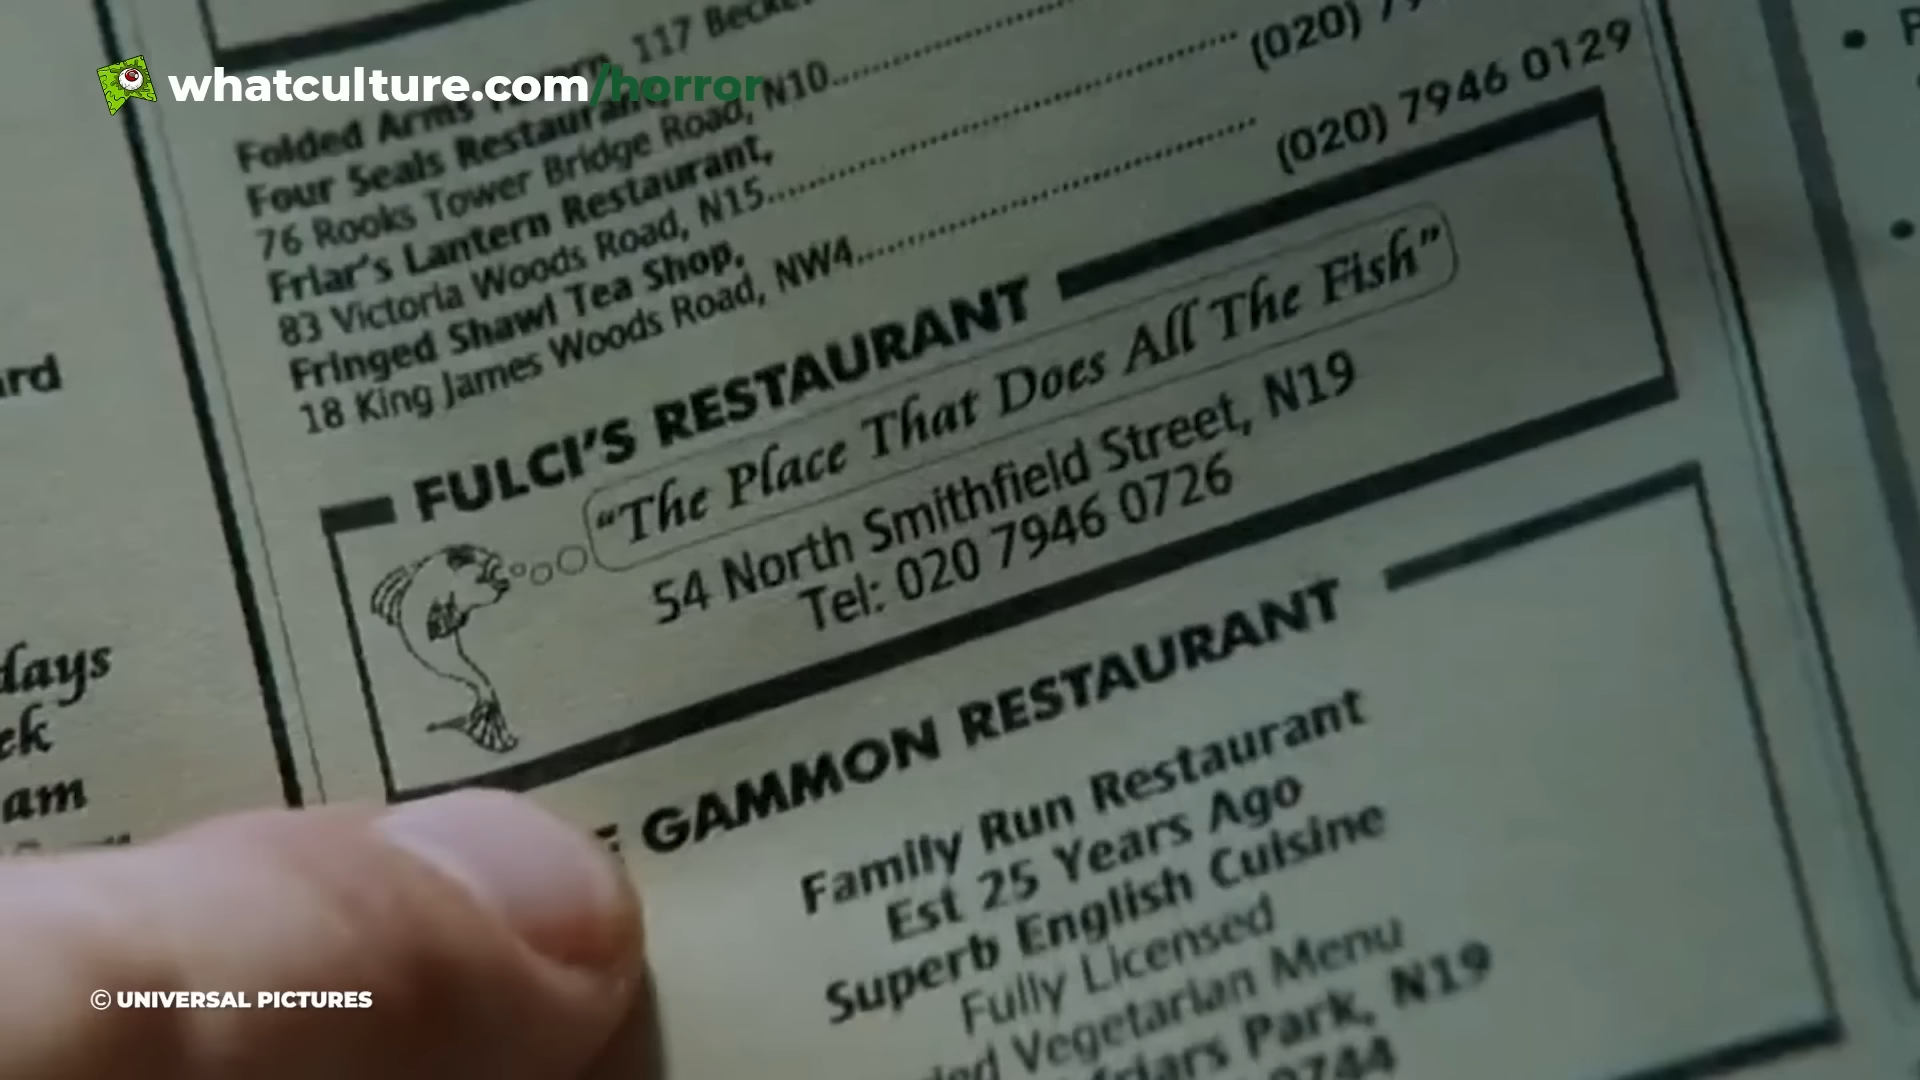 whatculture.com/horror
Folded Arms 117
Four Seals Restaurant
76 Rooks Tower Bridge Road, N10
(020)
Friar's Lantern Restaurant,
83 Victoria Woods Road, N15
(020) 7946 0129
Fringed Shawl Tea Shop,
18 King James Woods Road, NW4
FULCI'S RESTAURANT
"The Place That Does All The Fish"
54 North Smithfield Street, N19
Tel: 020 7946 0726
GAMMON RESTAURANT
Family Run Restaurant
Est 25 Years Ago
Superb English Cuisine
Fully Licensed
Vegetarian Menu
Park, N19
0744
ard
days
ek
am
© UNIVERSAL PICTURES